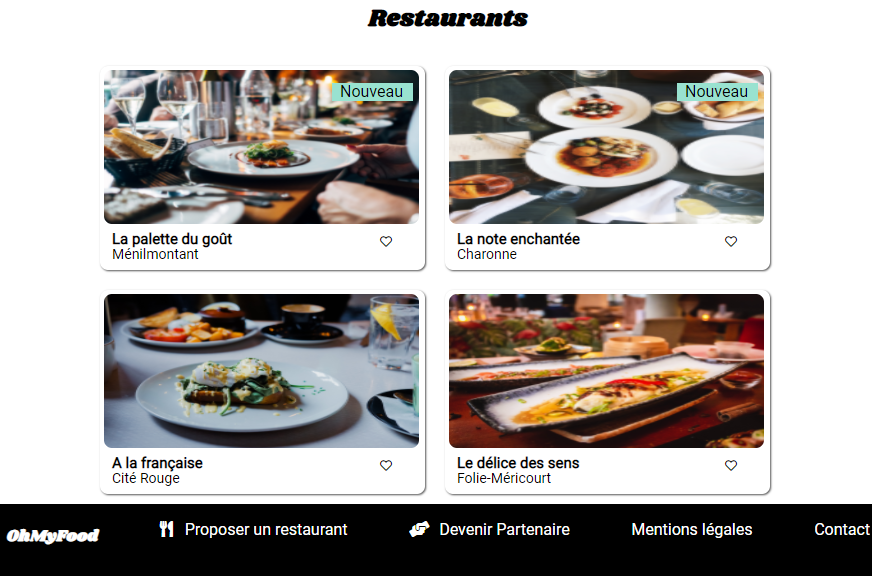 Restaurants
Nouveau
Nouveau
La palette du goût
Ménilmontant
La note enchantée
Charonne
A la française
Cité Rouge
Le délice des sens
Folie-Méricourt
OhMyFood
Proposer un restaurant
Devenir Partenaire
Mentions légales
Contact